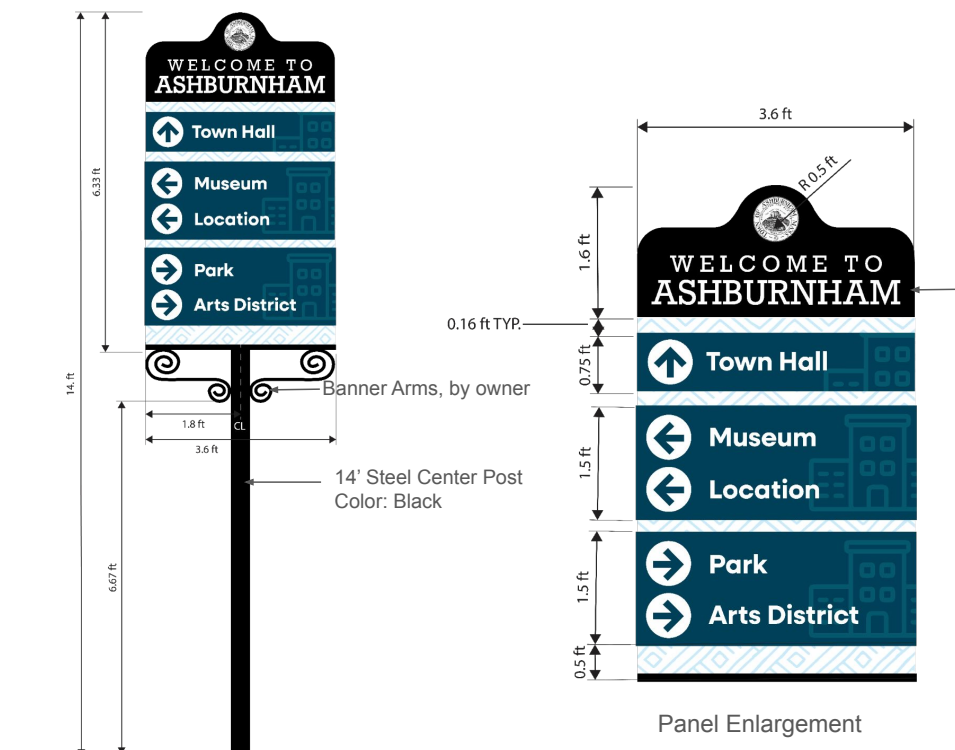 WELCOME TO
ASHBURNHAM
Town Hall
Museum
Location
Park
Arts District
6.33 ft
14. ft
Banner Arms, by owner
1.8 ft
CL
3.6 ft
14' Steel Center Post
Color: Black
6.67 ft
3.6 ft
R 0.5 ft
1.6 ft
WELCOME TO
ASHBURNHAM
0.16 ft TYP.
0.75 ft
Town Hall
1.5 ft
Museum
Location
1.5 ft
Park
Arts District
0.5 ft
Panel Enlargement